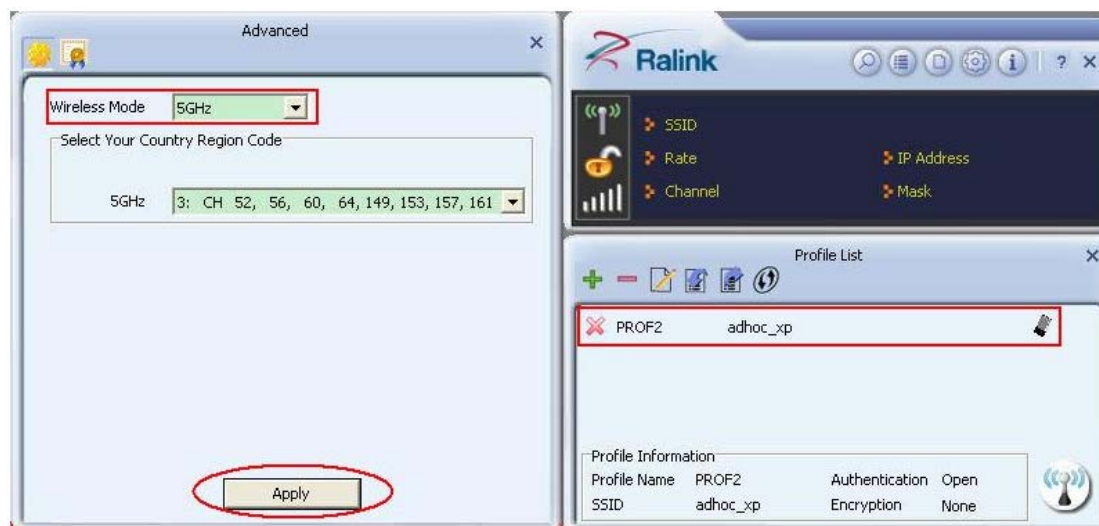 Advanced
Wireless Mode 5GHz
Select Your Country Region Code
5GHz 3: CH 52, 56, 60, 64,149, 153, 157, 161
Apply
Ralink
i ? ×
SSID
Rate IP Address
Channel Mask
Profile List
PROF2 adhoc_xp
Profile Information
Profile Name PROF2 Authentication Open
SSID adhoc_xp Encryption None